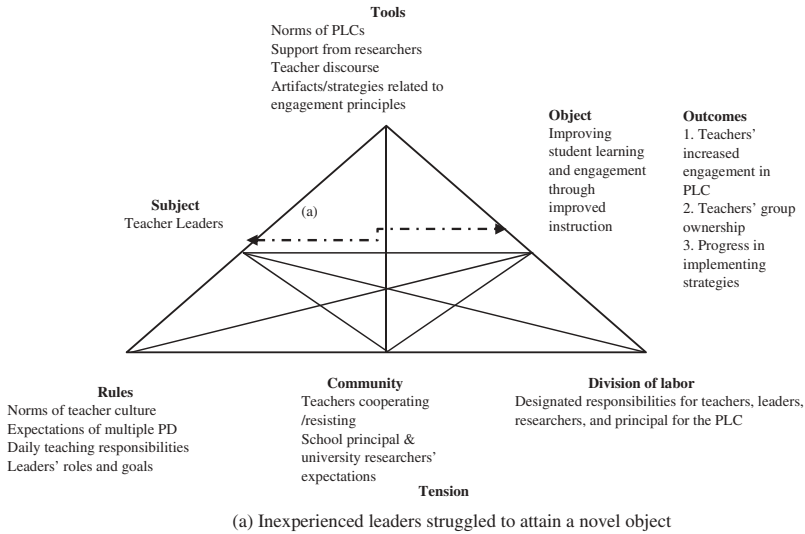 Tools
Norms of PLCs
Support from researchers
Teacher discourse
Artifacts/strategies related to
engagement principles
Object
Improving
student learning
and engagement
through
improved
instruction
Outcomes
1. Teachers'
increased
engagement in
PLC
2. Teachers' group
ownership
3. Progress in
implementing
strategies
Subject
Teacher Leaders
(a)
Rules
Norms of teacher culture
Expectations of multiple PD
Daily teaching responsibilities
Leaders' roles and goals
Community
Teachers cooperating
/resisting
School principal &
university researchers'
expectations
Division of labor
Designated responsibilities for teachers, leaders,
researchers, and principal for the PLC
Tension
(a) Inexperienced leaders struggled to attain a novel object